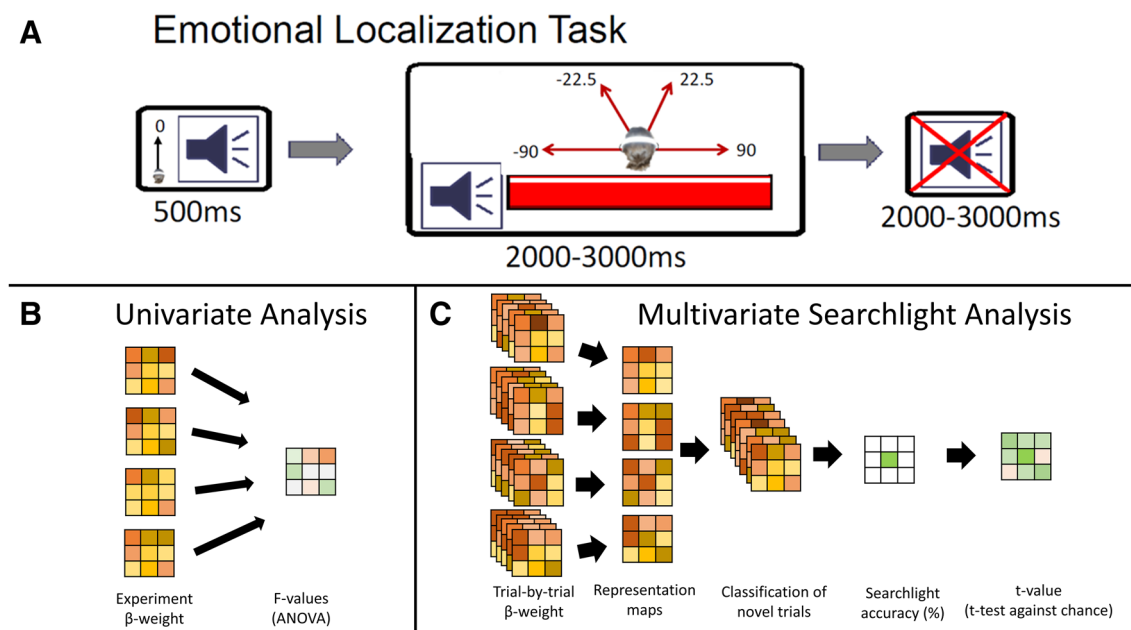 A
Emotional Localization Task
0
500ms
-22.5
22.5
-90
90
2000-3000ms
2000-3000ms
B
Univariate Analysis
Experiment
β-weight
F-values
(ANOVA)
C
Multivariate Searchlight Analysis
Trial-by-trial
β-weight
Representation
maps
Classification of
novel trials
Searchlight
accuracy (%)
t-value
(t-test against chance)